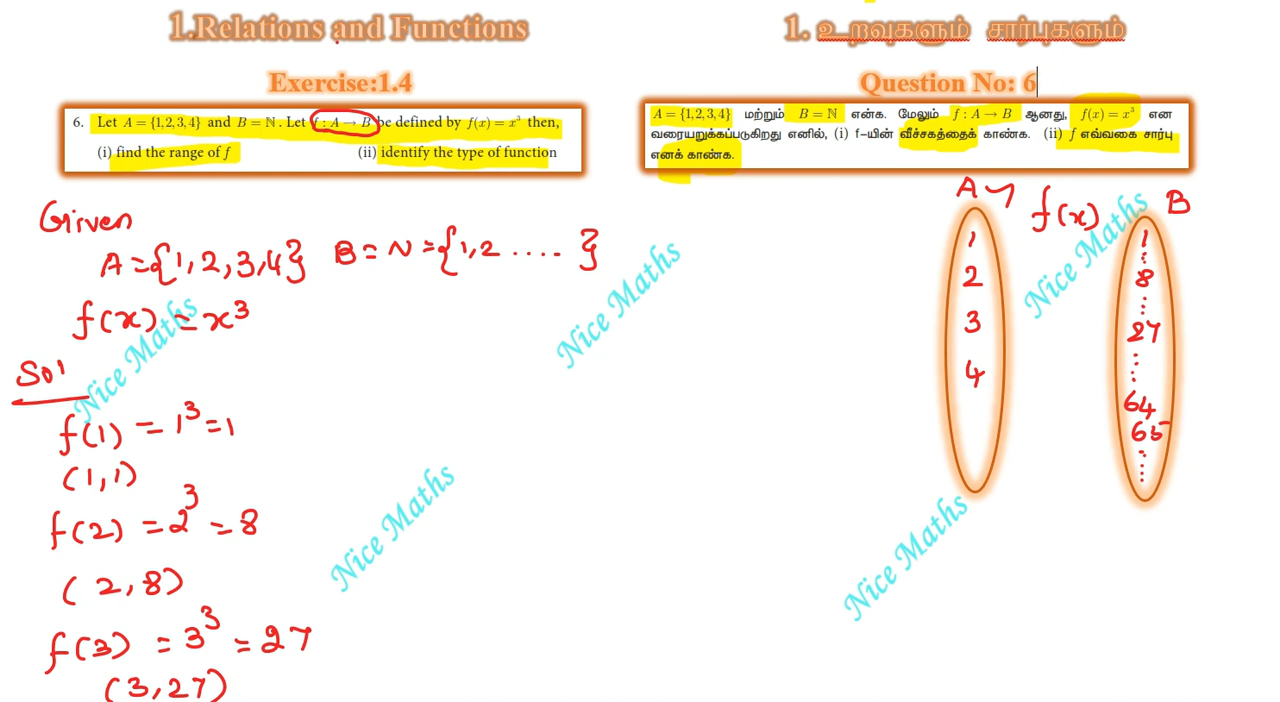 1.Relations and Functions
Exercise:1.4
6. Let A = {1,2,3,4} and B = ℕ. Let f : A → B be defined by f(x) = x³ then,
(i) find the range of f (ii) identify the type of function
1. உறவுகளும் சார்புகளும்
Question No: 6
A = {1,2,3,4} மற்றும் B = ℕ என்க. மேலும் f : A → B ஆனது, f(x) = x³ என
வரையறுக்கப்படுகிறது எனில், (i) f-யின் வீச்சகத்தைக் காண்க. (ii) f எவ்வகை சார்பு
எனக் காண்க.
Given
A={1,2,3,4} B=N={1,2 ....}
f(x) = x³
Sol
f(1) = 1³=1
(1,1)
f(2) = 2³ = 8
(2,8)
f(3) = 3³ = 27
(3,27)
A f(x) B
1
2
3
4
1
8
27
64
65
Nice Maths
Nice Maths
Nice Maths
Nice Maths
Nice Maths